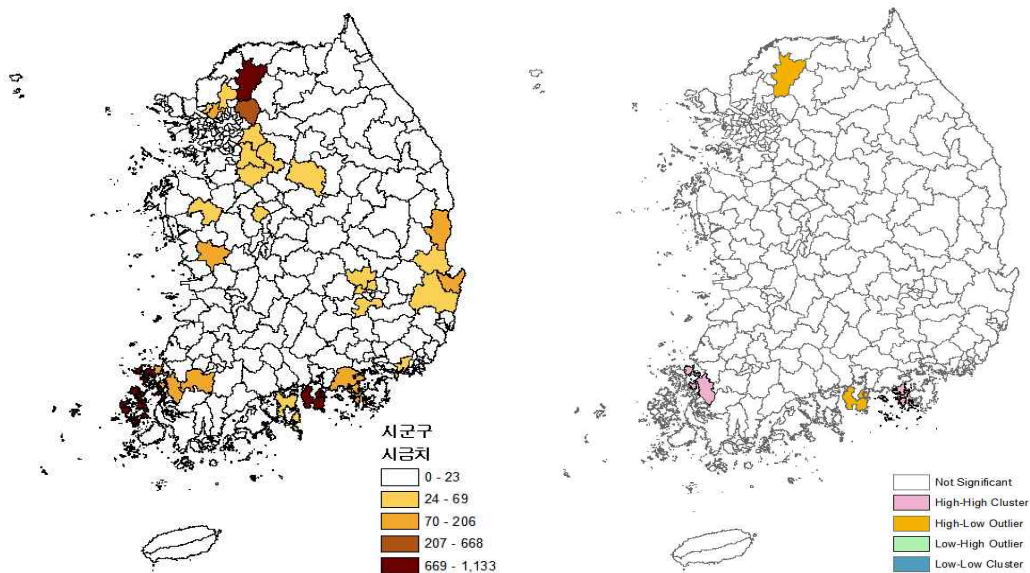 시군구
시금치
0 - 23
24 - 69
70 - 206
207 - 668
669 - 1,133
Not Significant
High-High Cluster
High-Low Outlier
Low-High Outlier
Low-Low Cluster